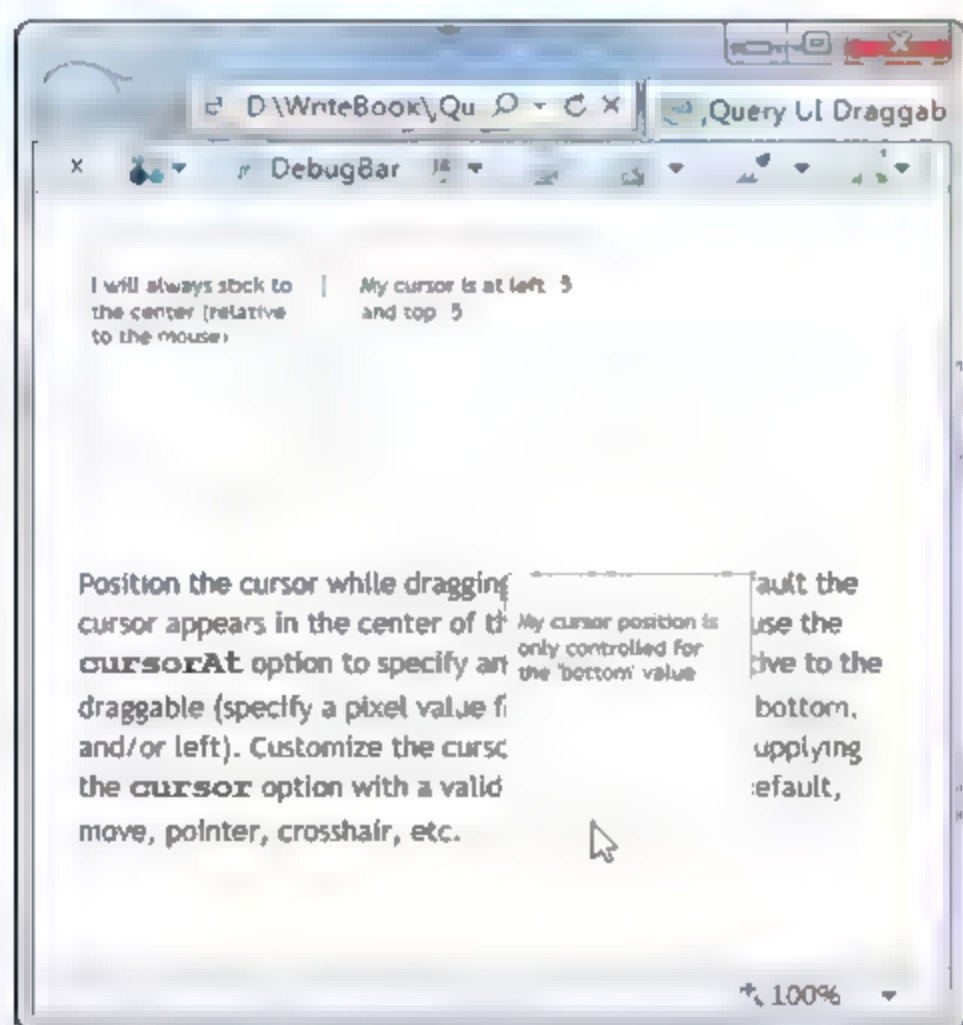 D:\WriteBook\jQu
jQuery UI Draggab
DebugBar
I will always stick to
the center (relative
to the mouse)
My cursor is at left 5
and top 5
Position the cursor while dragging ault the
cursor appears in the center of th use the
cursorAt option to specify an tive to the
draggable (specify a pixel value f bottom,
and/or left). Customize the curso upplying
the cursor option with a valid efault,
move, pointer, crosshair, etc.
My cursor position is
only controlled for
the 'bottom' value
100%